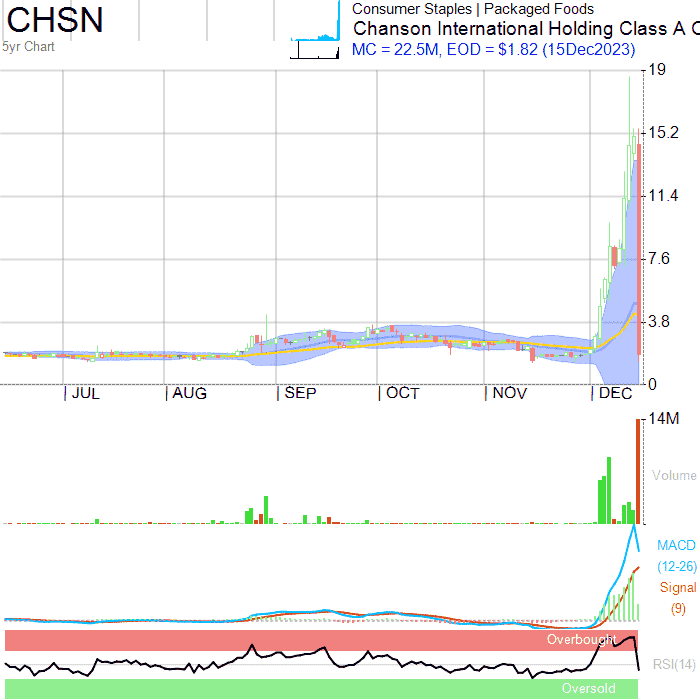 CHSN
5yr Chart
Consumer Staples | Packaged Foods
Chanson International Holding Class A
MC = 22.5M, EOD = $1.82 (15Dec2023)
19
15.2
11.4
7.6
3.8
0
JUL AUG SEP OCT NOV DEC
14M
Volume
MACD
(12-26)
Signal
(9)
Overbought
RSI(14)
Oversold